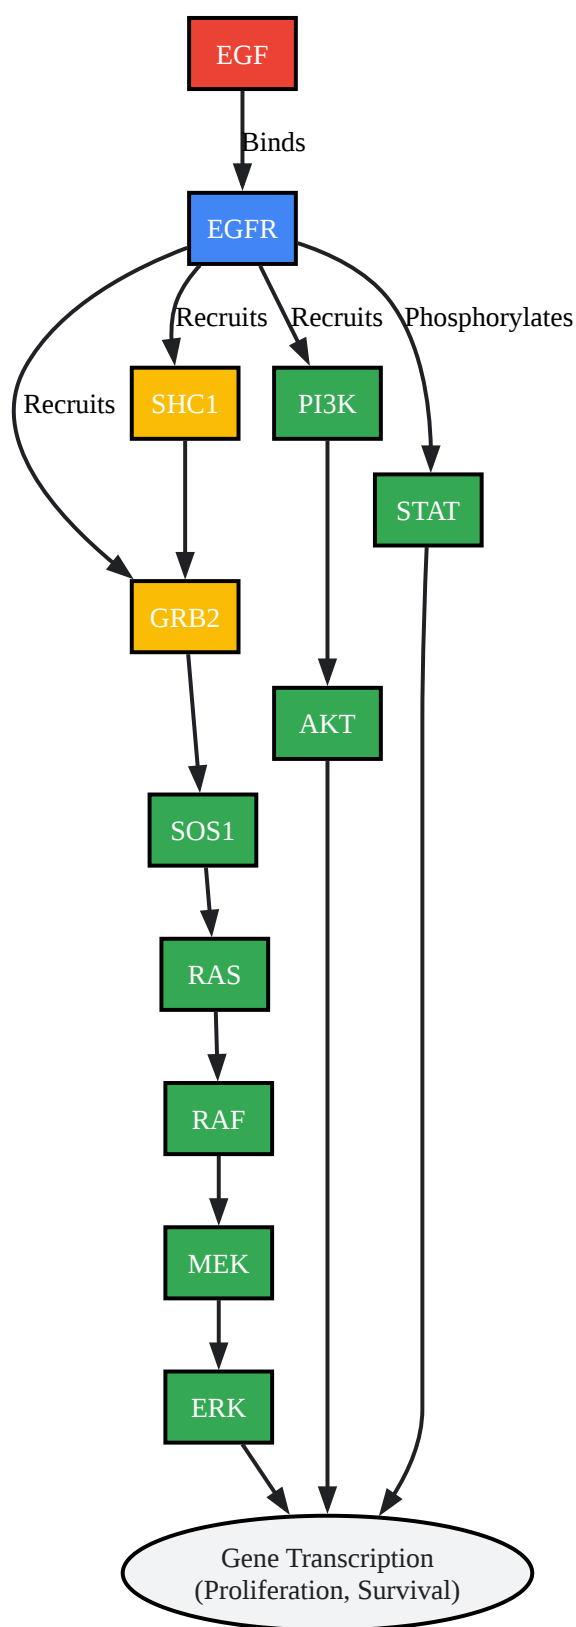 EGF
Binds
EGFR
Recruits
Recruits
Phosphorylates
Recruits
SHC1
PI3K
STAT
GRB2
AKT
SOS1
RAS
RAF
MEK
ERK
Gene Transcription
(Proliferation, Survival)